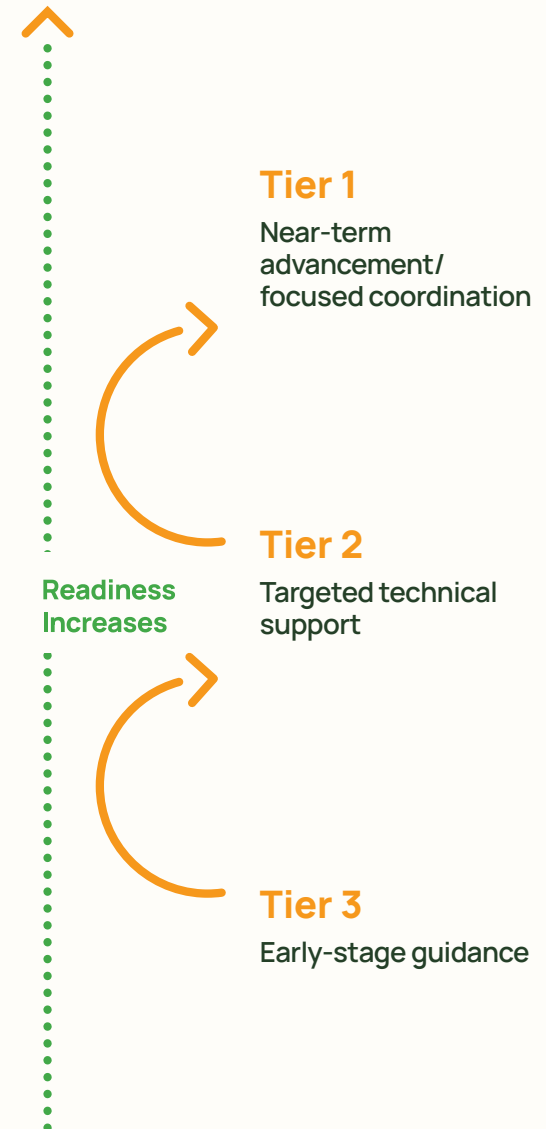 Tier 1
Near-term
advancement/
focused coordination
Tier 2
Targeted technical
support
Readiness
Increases
Tier 3
Early-stage guidance